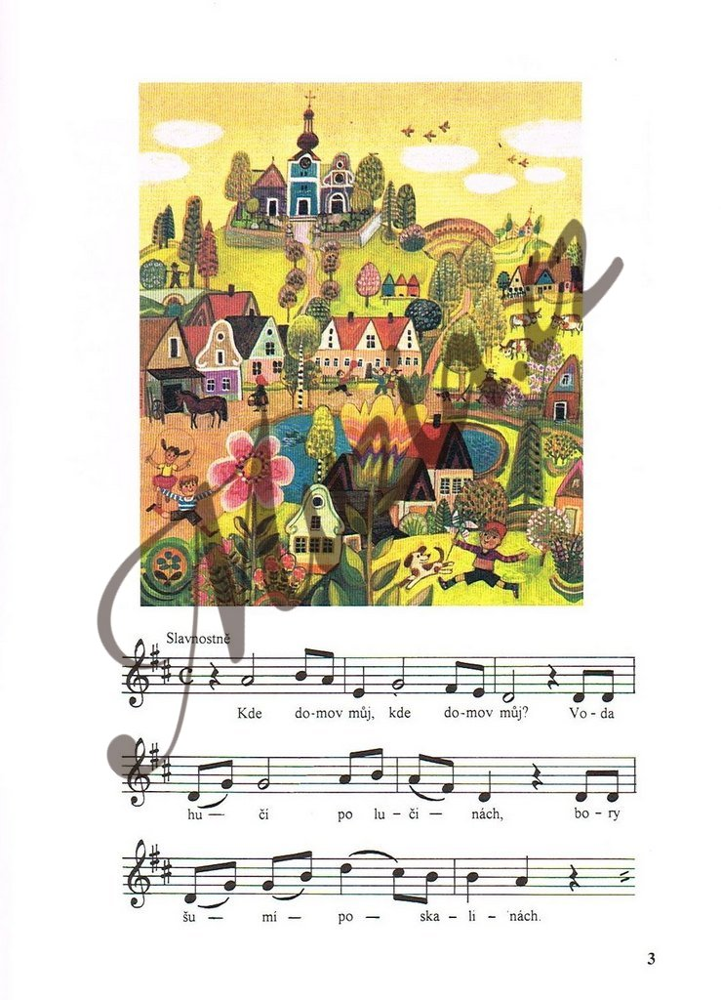 Slavnostně
Kde do-mov můj, kde do-mov můj? Vo-da
hu — čí po lu – či — nách, bo – ry
šu — mí — po — ska – li – nách.
3